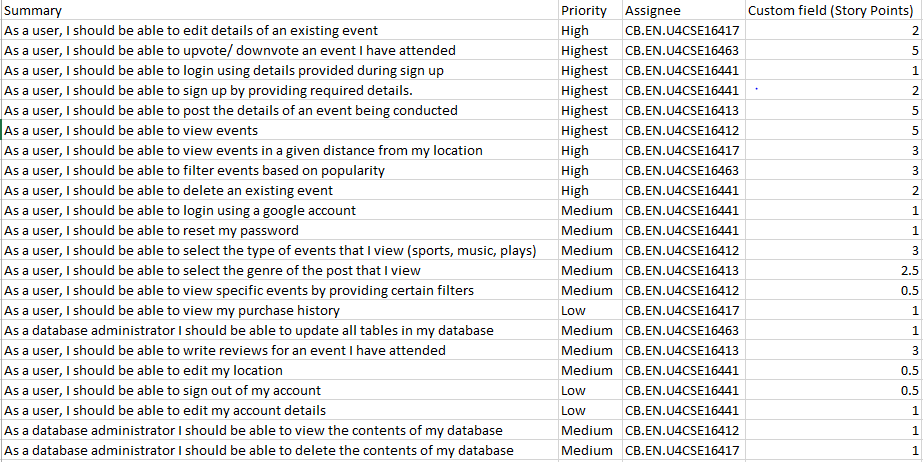 Summary Priority Assignee Custom field (Story Points)
As a user, I should be able to edit details of an existing event High CB.EN.U4CSE16417 2
As a user, I should be able to upvote/ downvote an event I have attended Highest CB.EN.U4CSE16463 5
As a user, I should be able to login using details provided during sign up Highest CB.EN.U4CSE16441 1
As a user, I should be able to sign up by providing required details. Highest CB.EN.U4CSE16441 2
As a user, I should be able to post the details of an event being conducted Highest CB.EN.U4CSE16413 5
As a user, I should be able to view events Highest CB.EN.U4CSE16412 5
As a user, I should be able to view events in a given distance from my location High CB.EN.U4CSE16417 3
As a user, I should be able to filter events based on popularity High CB.EN.U4CSE16463 3
As a user, I should be able to delete an existing event High CB.EN.U4CSE16441 2
As a user, I should be able to login using a google account Medium CB.EN.U4CSE16441 1
As a user, I should be able to reset my password Medium CB.EN.U4CSE16441 1
As a user, I should be able to select the type of events that I view (sports, music, plays) Medium CB.EN.U4CSE16412 3
As a user, I should be able to select the genre of the post that I view Medium CB.EN.U4CSE16413 2.5
As a user, I should be able to view specific events by providing certain filters Medium CB.EN.U4CSE16412 0.5
As a user, I should be able to view my purchase history Low CB.EN.U4CSE16417 1
As a database administrator I should be able to update all tables in my database Medium CB.EN.U4CSE16463 1
As a user, I should be able to write reviews for an event I have attended Medium CB.EN.U4CSE16413 3
As a user, I should be able to edit my location Medium CB.EN.U4CSE16441 0.5
As a user, I should be able to sign out of my account Low CB.EN.U4CSE16441 0.5
As a user, I should be able to edit my account details Low CB.EN.U4CSE16441 1
As a database administrator I should be able to view the contents of my database Medium CB.EN.U4CSE16412 1
As a database administrator I should be able to delete the contents of my database Medium CB.EN.U4CSE16417 1